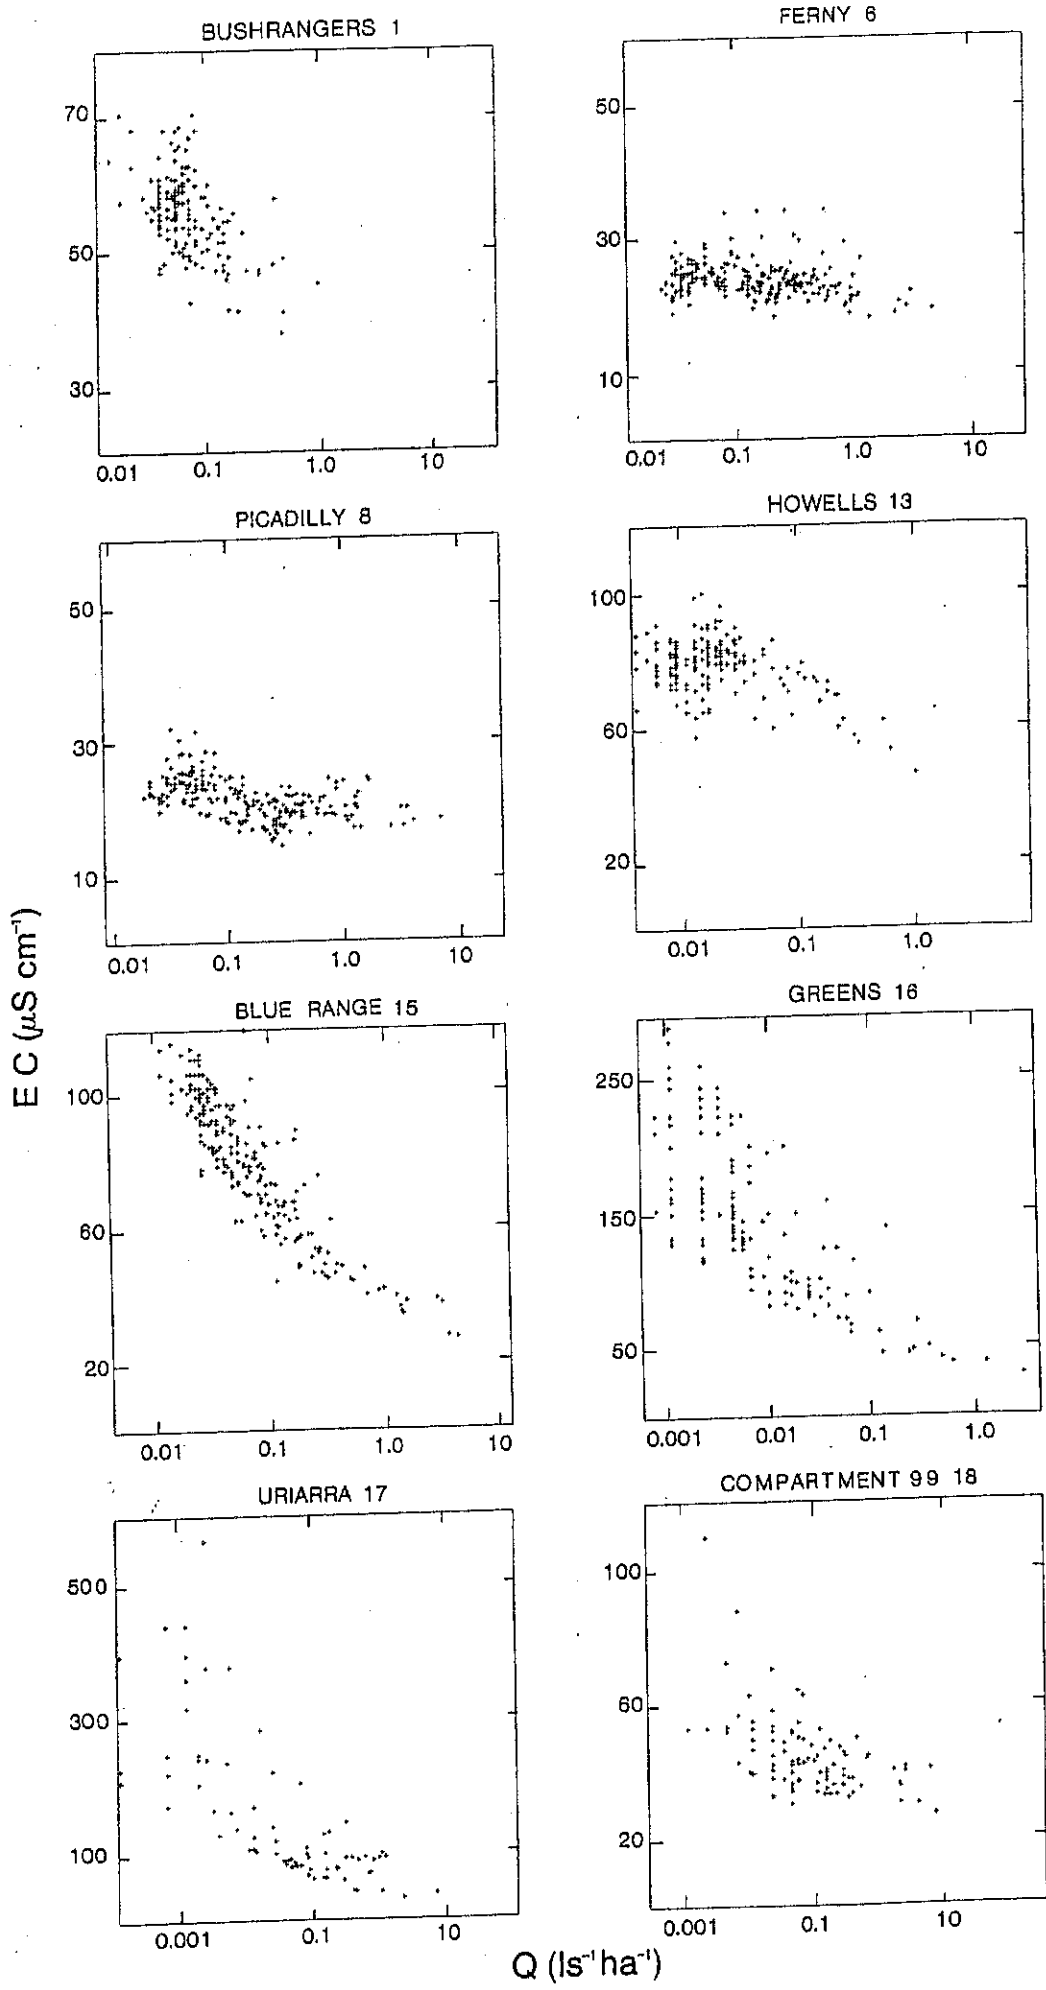 BUSHRANGERS 1
70
50
30
0.01 0.1 1.0 10
FERNY 6
50
30
10
0.01 0.1 1.0 10
PICADILLY 8
50
30
10
0.01 0.1 1.0 10
HOWELLS 13
100
60
20
0.01 0.1 1.0
BLUE RANGE 15
100
60
20
0.01 0.1 1.0 10
GREENS 16
250
150
50
0.001 0.01 0.1 1.0
URIARRA 17
500
300
100
0.001 0.1 10
COMPARTMENT 99 18
100
60
20
0.001 0.1 10
E C (μS cm⁻¹)
Q (ls⁻¹ ha⁻¹)